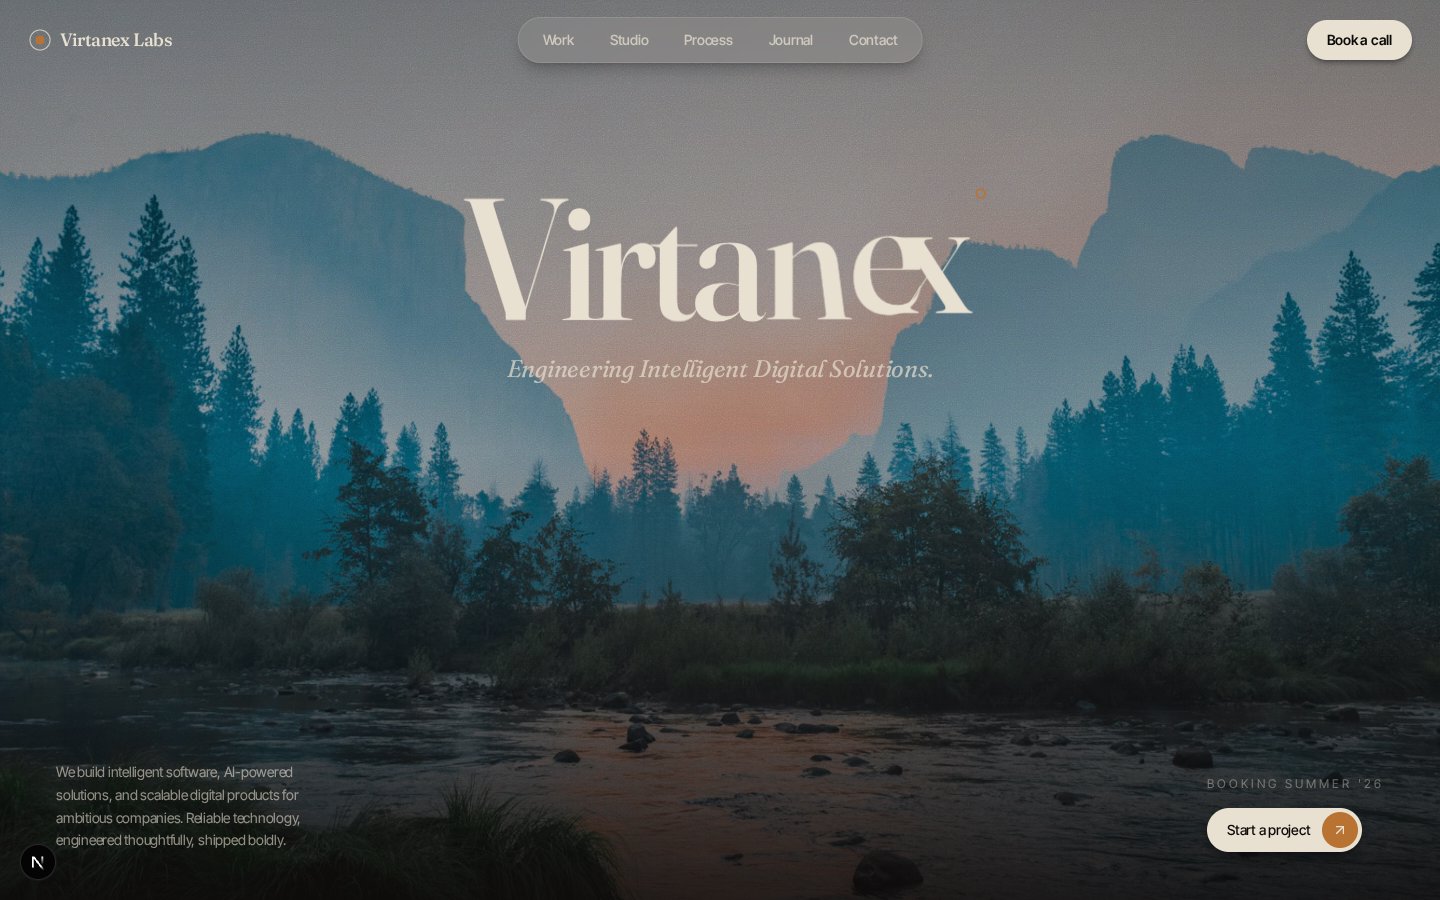 Virtanex Labs
Work
Studio
Process
Journal
Contact
Book a call
Virtanex
Engineering Intelligent Digital Solutions.
We build intelligent software, AI-powered
solutions, and scalable digital products for
ambitious companies. Reliable technology,
engineered thoughtfully, shipped boldly.
BOOKING SUMMER '26
Start a project
N